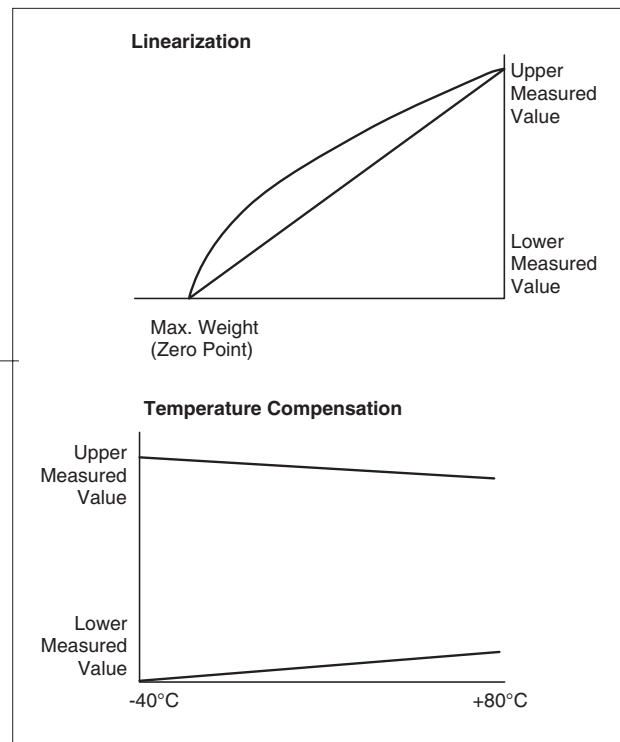 Linearization
Upper
Measured
Value
Lower
Measured
Value
Max. Weight
(Zero Point)
Temperature Compensation
Upper
Measured
Value
Lower
Measured
Value
-40°C
+80°C